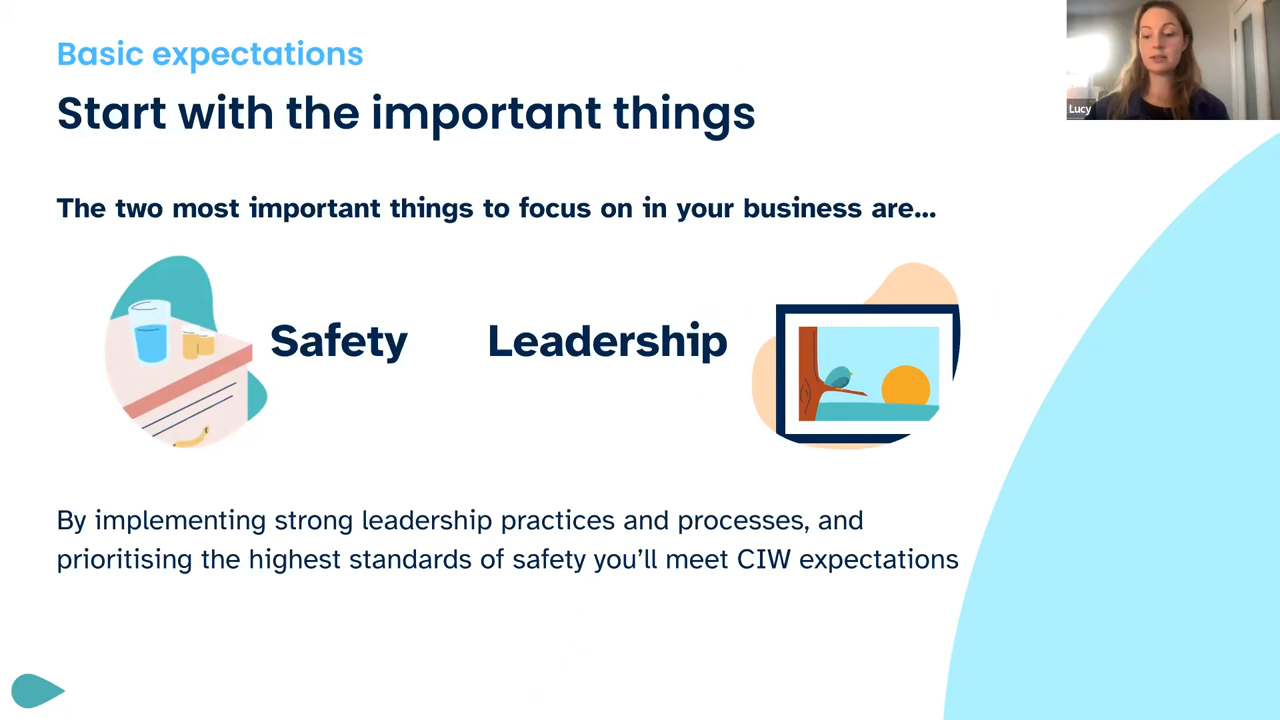 Basic expectations
Start with the important things
Lucy
The two most important things to focus on in your business are...
Safety
Leadership
By implementing strong leadership practices and processes, and
prioritising the highest standards of safety you’ll meet CIW expectations